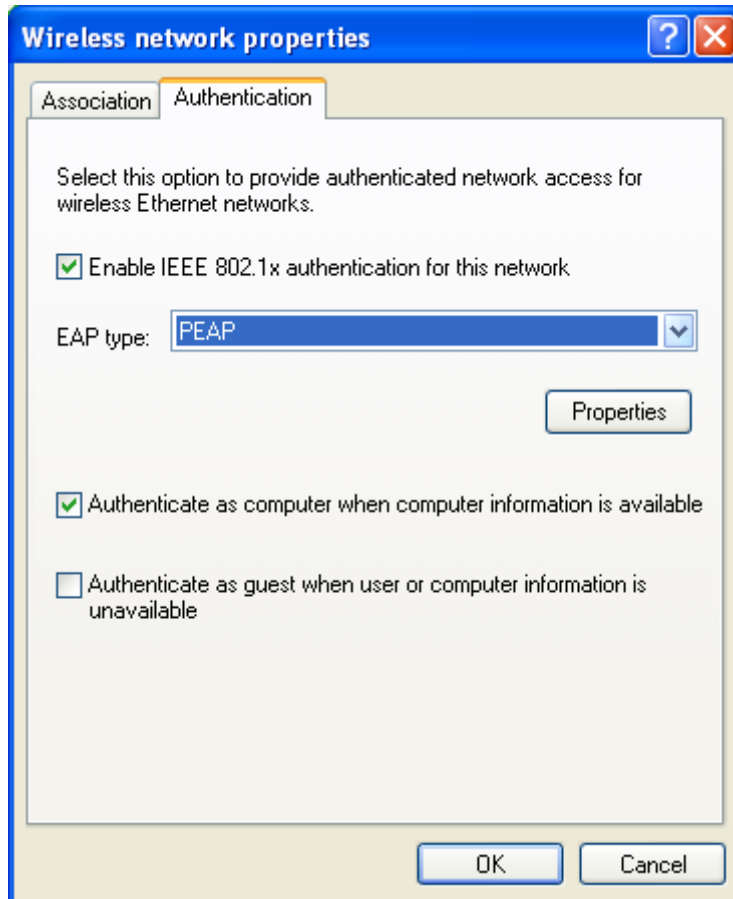 Wireless network properties
Association
Authentication
Select this option to provide authenticated network access for
wireless Ethernet networks.
Enable IEEE 802.1x authentication for this network
EAP type:
PEAP
Properties
Authenticate as computer when computer information is available
Authenticate as guest when user or computer information is
unavailable
OK
Cancel